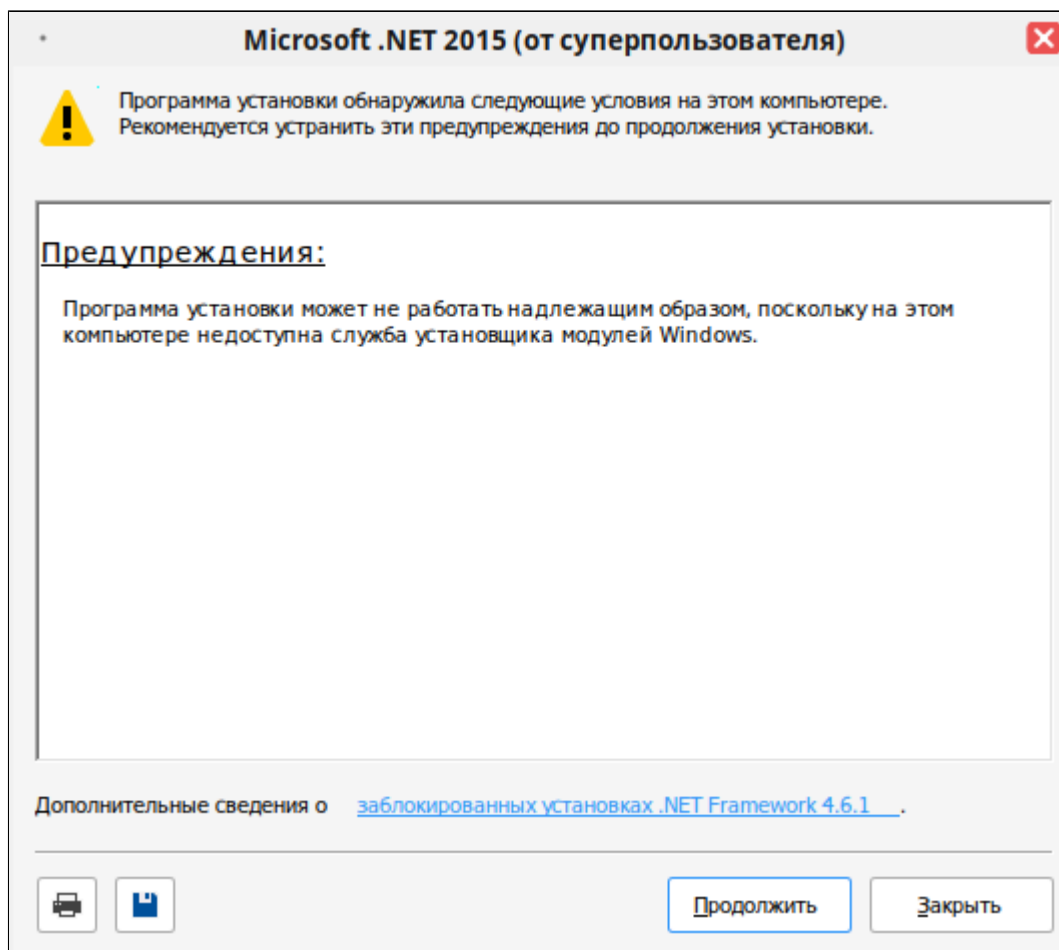 Microsoft .NET 2015 (от суперпользователя)
Программа установки обнаружила следующие условия на этом компьютере.
Рекомендуется устранить эти предупреждения до продолжения установки.
Предупреждения:
Программа установки может не работать надлежащим образом, поскольку на этом
компьютере недоступна служба установщика модулей Windows.
Дополнительные сведения о заблокированных установках .NET Framework 4.6.1 .
Продолжить Закрыть